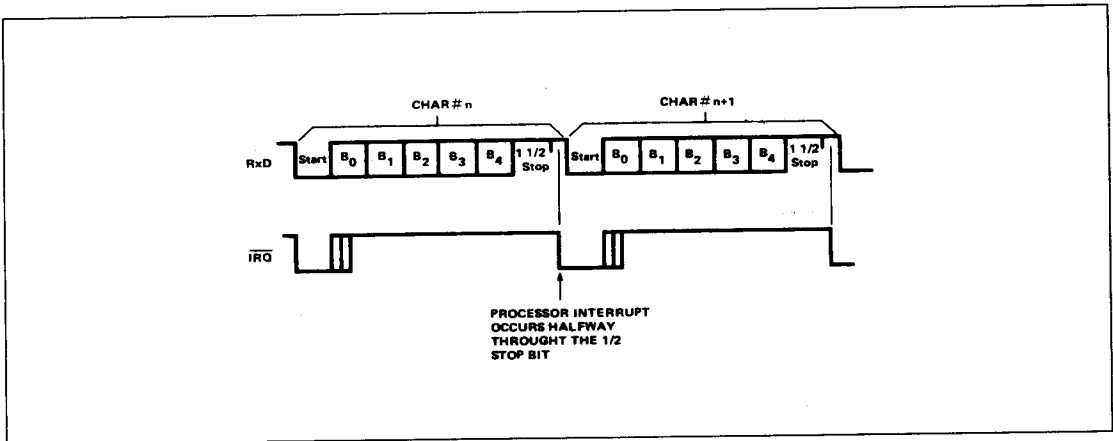 CHAR # n CHAR # n+1
RxD Start B0 B1 B2 B3 B4 1 1/2 Stop Start B0 B1 B2 B3 B4 1 1/2 Stop
IRQ
PROCESSOR INTERRUPT
OCCURS HALFWAY
THROUGHT THE 1/2
STOP BIT